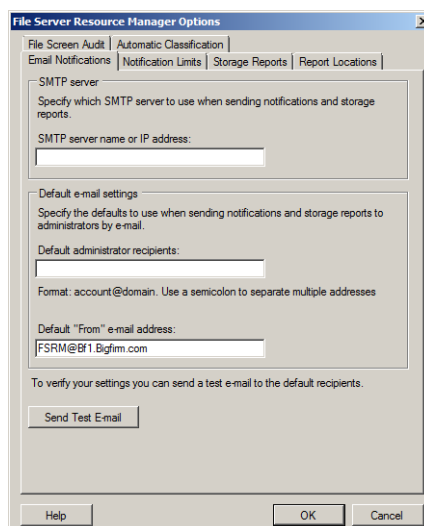 File Server Resource Manager Options
File Screen Audit Automatic Classification
Email Notifications Notification Limits Storage Reports Report Locations
SMTP server
Specify which SMTP server to use when sending notifications and storage
reports.
SMTP server name or IP address:
Default e-mail settings
Specify the defaults to use when sending notifications and storage reports to
administrators by e-mail.
Default administrator recipients:
Format: account@domain. Use a semicolon to separate multiple addresses
Default "From" e-mail address:
FSRM@Bf1.Bigfirm.com
To verify your settings you can send a test e-mail to the default recipients.
Send Test E-mail
Help OK Cancel